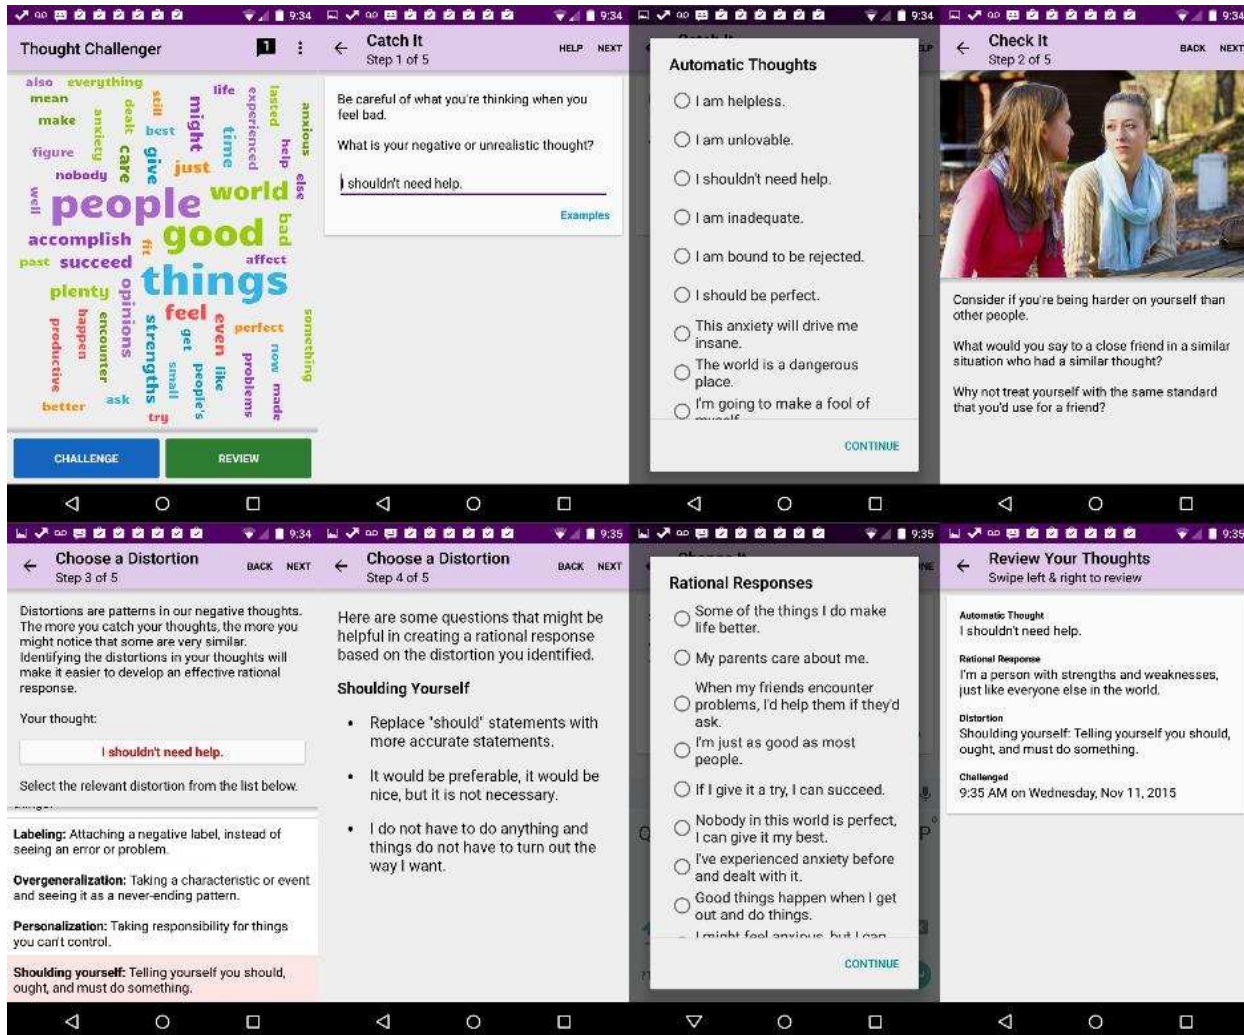 9:34
Thought Challenger
1
also everything
mean
make
anxiety
dealt
still
best
might
life
experienced
lasted
anxious
figure
nobody
care
give
just
time
help
else
well
people
world
good
bad
accomplish
fit
past
succeed
affect
things
plenty
opinions
feel
productive
happen
encounter
strengths
get
small
people's
even
like
perfect
problems
now
made
something
better
ask
try
CHALLENGE
REVIEW
9:34
Catch It
Step 1 of 5
HELP NEXT
Be careful of what you're thinking when you
feel bad.
What is your negative or unrealistic thought?
I shouldn't need help.
Examples
9:34
Automatic Thoughts
I am helpless.
I am unlovable.
I shouldn't need help.
I am inadequate.
I am bound to be rejected.
I should be perfect.
This anxiety will drive me
insane.
The world is a dangerous
place.
I'm going to make a fool of
myself
CONTINUE
9:34
Check It
Step 2 of 5
BACK NEXT
Consider if you're being harder on yourself than
other people.
What would you say to a close friend in a similar
situation who had a similar thought?
Why not treat yourself with the same standard
that you'd use for a friend?
9:34
Choose a Distortion
Step 3 of 5
BACK NEXT
Distortions are patterns in our negative thoughts.
The more you catch your thoughts, the more you
might notice that some are very similar.
Identifying the distortions in your thoughts will
make it easier to develop an effective rational
response.
Your thought:
I shouldn't need help.
Select the relevant distortion from the list below.
Labeling: Attaching a negative label, instead of
seeing an error or problem.
Overgeneralization: Taking a characteristic or event
and seeing it as a never-ending pattern.
Personalization: Taking responsibility for things
you can't control.
Shoulding yourself: Telling yourself you should,
ought, and must do something.
9:35
Choose a Distortion
Step 4 of 5
BACK NEXT
Here are some questions that might be
helpful in creating a rational response
based on the distortion you identified.
Shoulding Yourself
• Replace "should" statements with
more accurate statements.
• It would be preferable, it would be
nice, but it is not necessary.
• I do not have to do anything and
things do not have to turn out the
way I want.
9:35
Rational Responses
Some of the things I do make
life better.
My parents care about me.
When my friends encounter
problems, I'd help them if they'd
ask.
I'm just as good as most
people.
If I give it a try, I can succeed.
Nobody in this world is perfect,
I can give it my best.
I've experienced anxiety before
and dealt with it.
Good things happen when I get
out and do things.
I might feel anxious, but I can
CONTINUE
9:35
Review Your Thoughts
Swipe left & right to review
Automatic Thought
I shouldn't need help.
Rational Response
I'm a person with strengths and weaknesses,
just like everyone else in the world.
Distortion
Shoulding yourself: Telling yourself you should,
ought, and must do something.
Challenged
9:35 AM on Wednesday, Nov 11, 2015